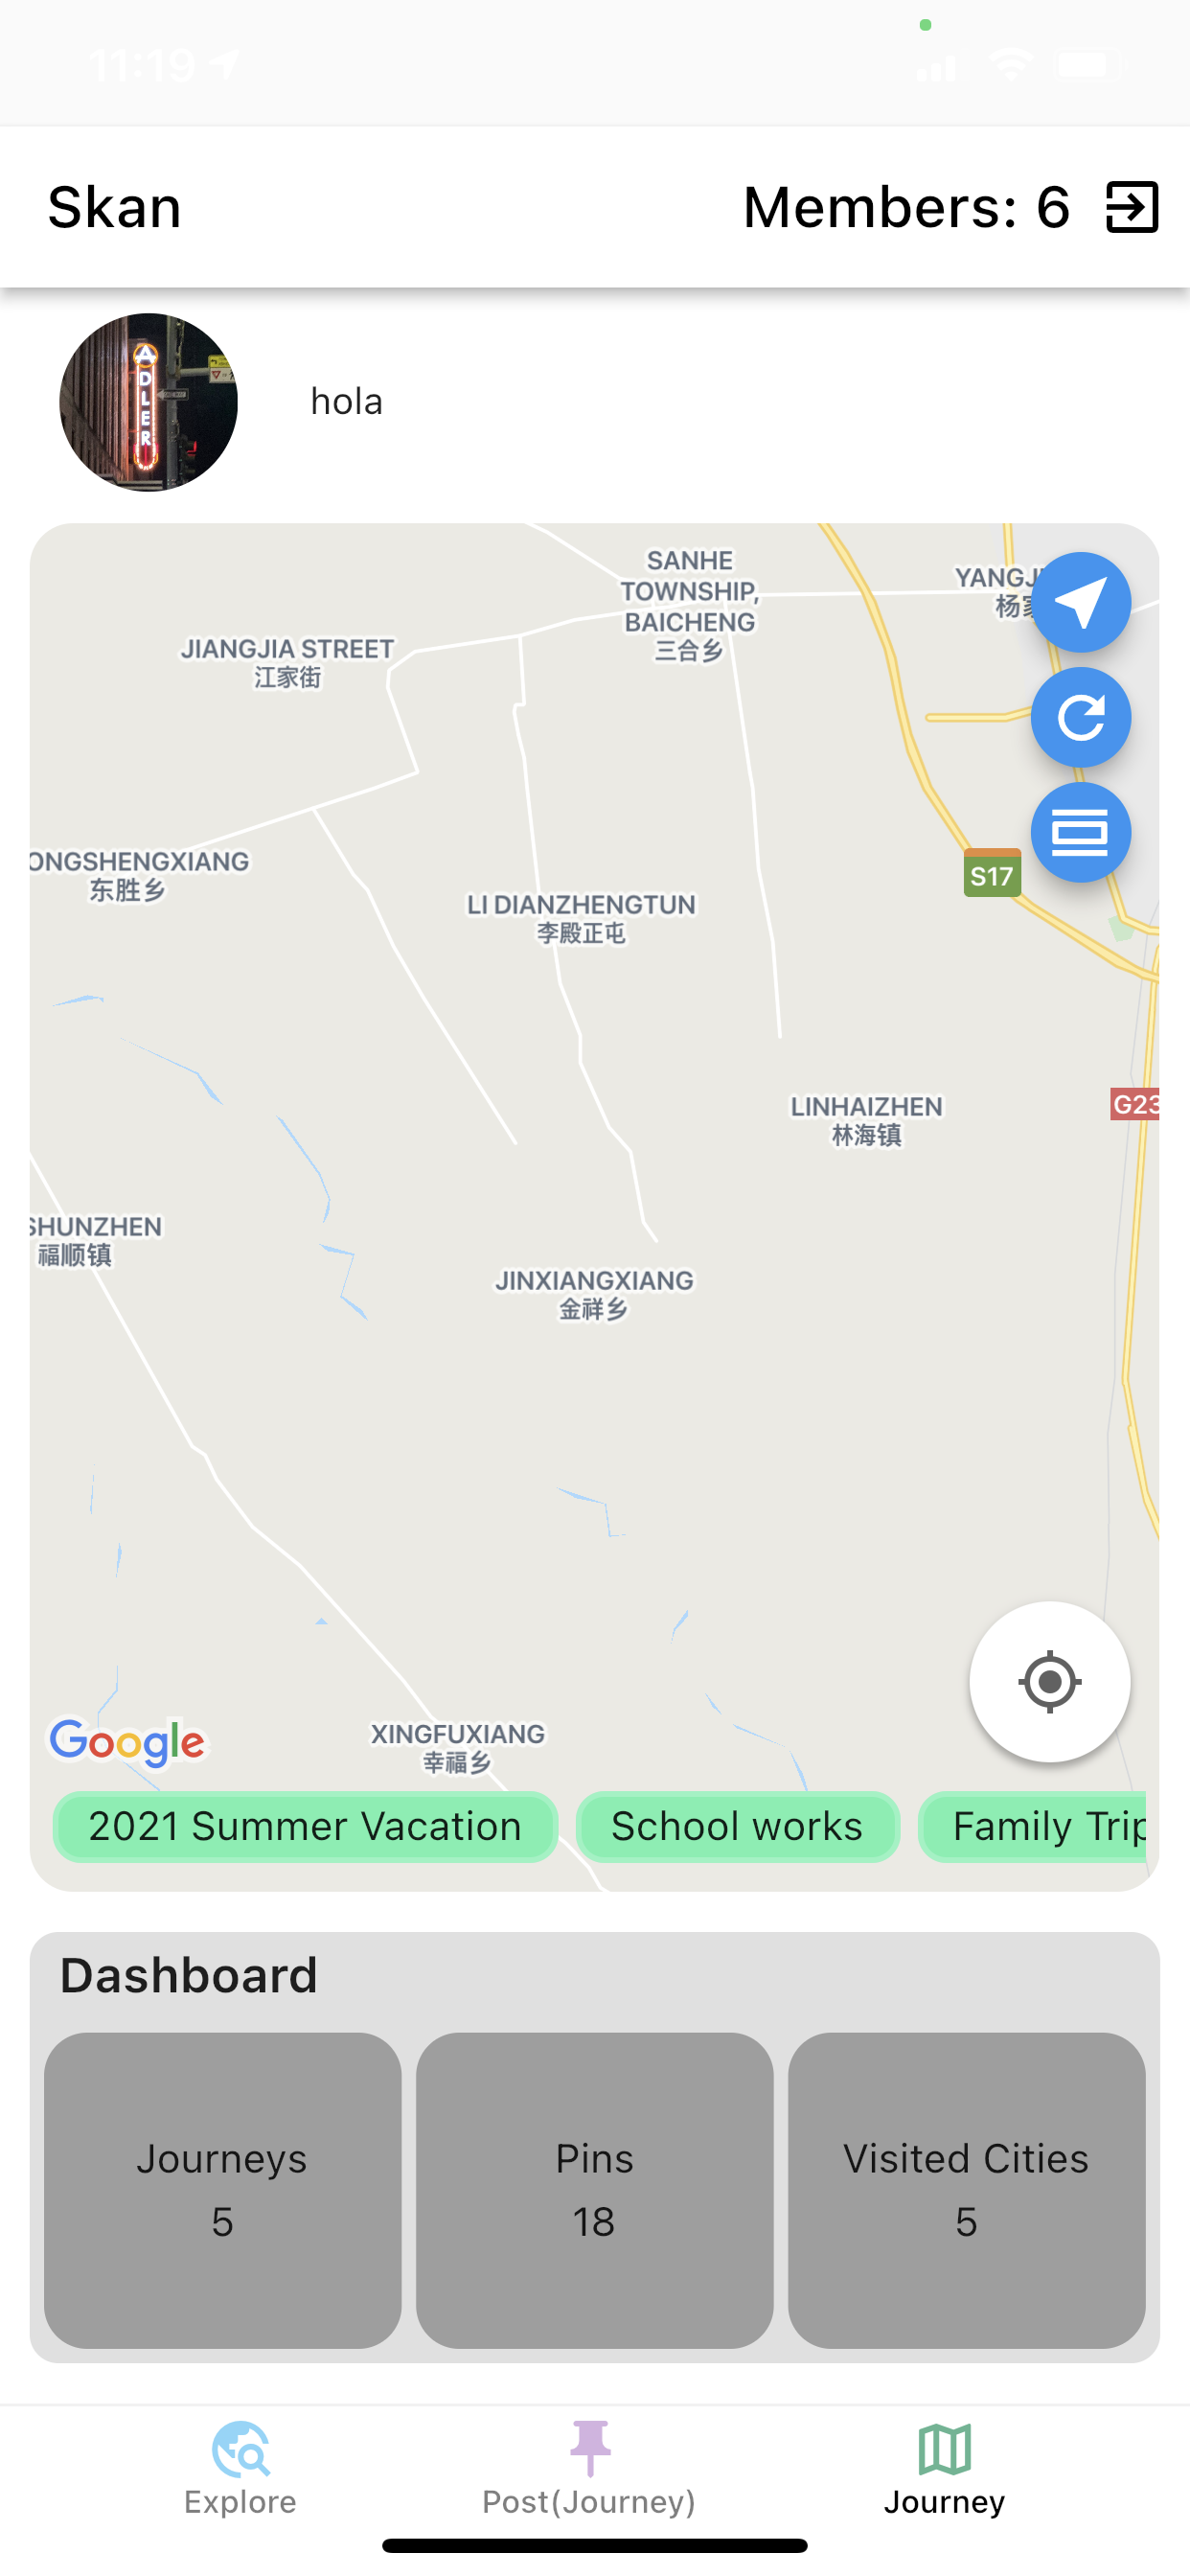 11:19
Skan
Members: 6
ADLER
hola
SANHE
TOWNSHIP,
BAICHENG
三合乡
JIANGJIA STREET
江家街
S17
ONGSHENGXIANG
东胜乡
LI DIANZHENGTUN
李殿正屯
LINHAIZHEN
林海镇
G23
SHUNZHEN
福顺镇
JINXIANGXIANG
金祥乡
XINGFUXIANG
幸福乡
Google
2021 Summer Vacation
School works
Family Trip
Dashboard
Journeys
5
Pins
18
Visited Cities
5
Explore
Post(Journey)
Journey